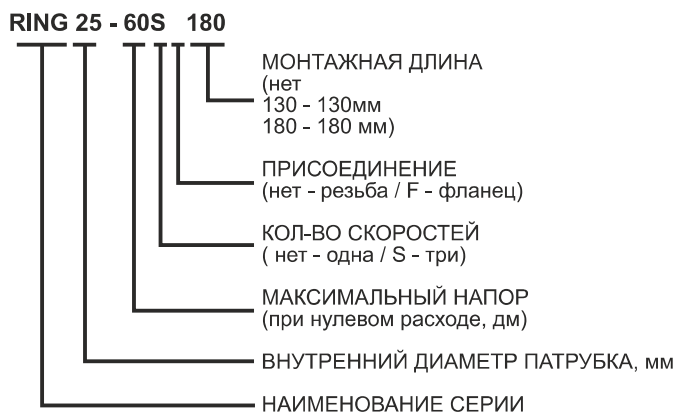 RING 25 - 60S 180
МОНТАЖНАЯ ДЛИНА
(нет
130 - 130мм
180 - 180 мм)
ПРИСОЕДИНЕНИЕ
(нет - резьба / F - фланец)
КОЛ-ВО СКОРОСТЕЙ
( нет - одна / S - три)
МАКСИМАЛЬНЫЙ НАПОР
(при нулевом расходе, дм)
ВНУТРЕННИЙ ДИАМЕТР ПАТРУБКА, мм
НАИМЕНОВАНИЕ СЕРИИ